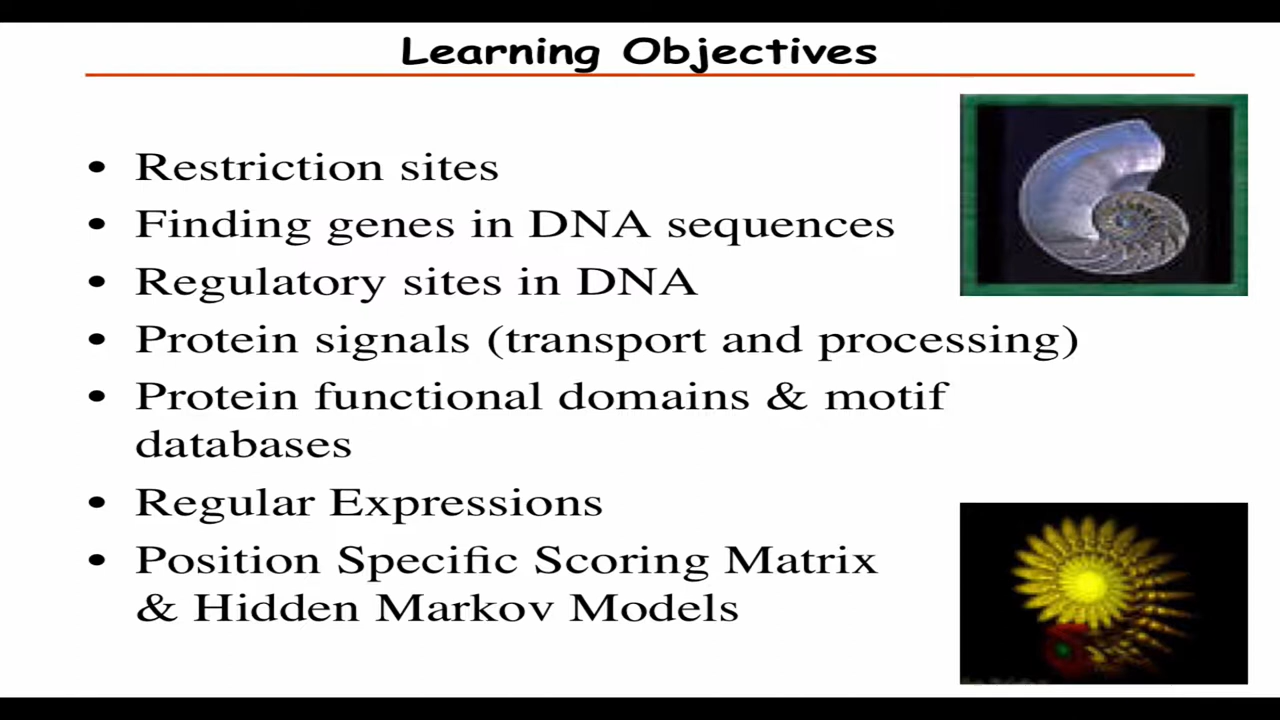 Learning Objectives
• Restriction sites
• Finding genes in DNA sequences
• Regulatory sites in DNA
• Protein signals (transport and processing)
• Protein functional domains & motif
databases
• Regular Expressions
• Position Specific Scoring Matrix
& Hidden Markov Models